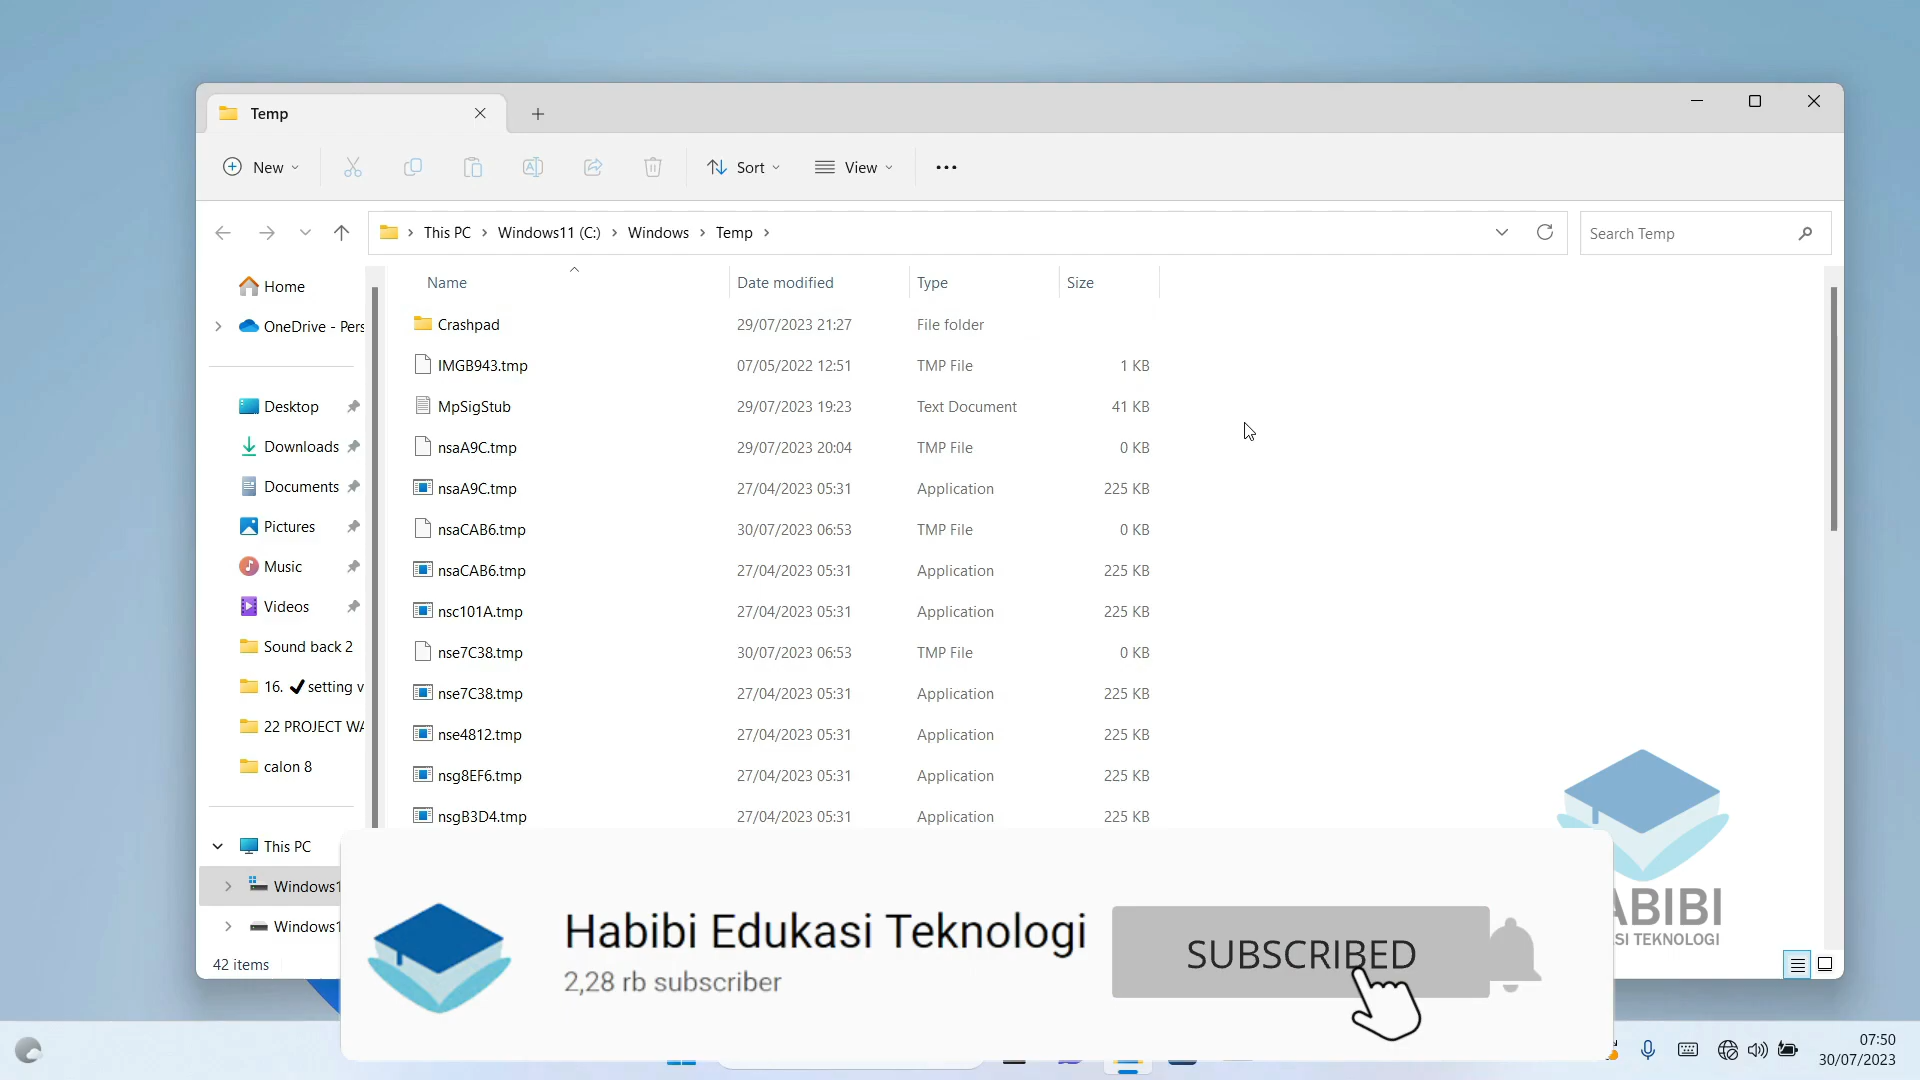 Temp
New
Sort
View
This PC > Windows11 (C:) > Windows > Temp >
Search Temp
Home
OneDrive - Pers
Desktop
Downloads
Documents
Pictures
Music
Videos
Sound back 2
16. ✔setting v
22 PROJECT WA
calon 8
This PC
Windows1
Windows1
42 items
Name Date modified Type Size
Crashpad 29/07/2023 21:27 File folder
IMGB943.tmp 07/05/2022 12:51 TMP File 1 KB
MpSigStub 29/07/2023 19:23 Text Document 41 KB
nsaA9C.tmp 29/07/2023 20:04 TMP File 0 KB
nsaA9C.tmp 27/04/2023 05:31 Application 225 KB
nsaCAB6.tmp 30/07/2023 06:53 TMP File 0 KB
nsaCAB6.tmp 27/04/2023 05:31 Application 225 KB
nsc101A.tmp 27/04/2023 05:31 Application 225 KB
nse7C38.tmp 30/07/2023 06:53 TMP File 0 KB
nse7C38.tmp 27/04/2023 05:31 Application 225 KB
nse4812.tmp 27/04/2023 05:31 Application 225 KB
nsg8EF6.tmp 27/04/2023 05:31 Application 225 KB
nsgB3D4.tmp 27/04/2023 05:31 Application 225 KB
ABIBI
SI TEKNOLOGI
Habibi Edukasi Teknologi
2,28 rb subscriber
SUBSCRIBED
07:50
30/07/2023